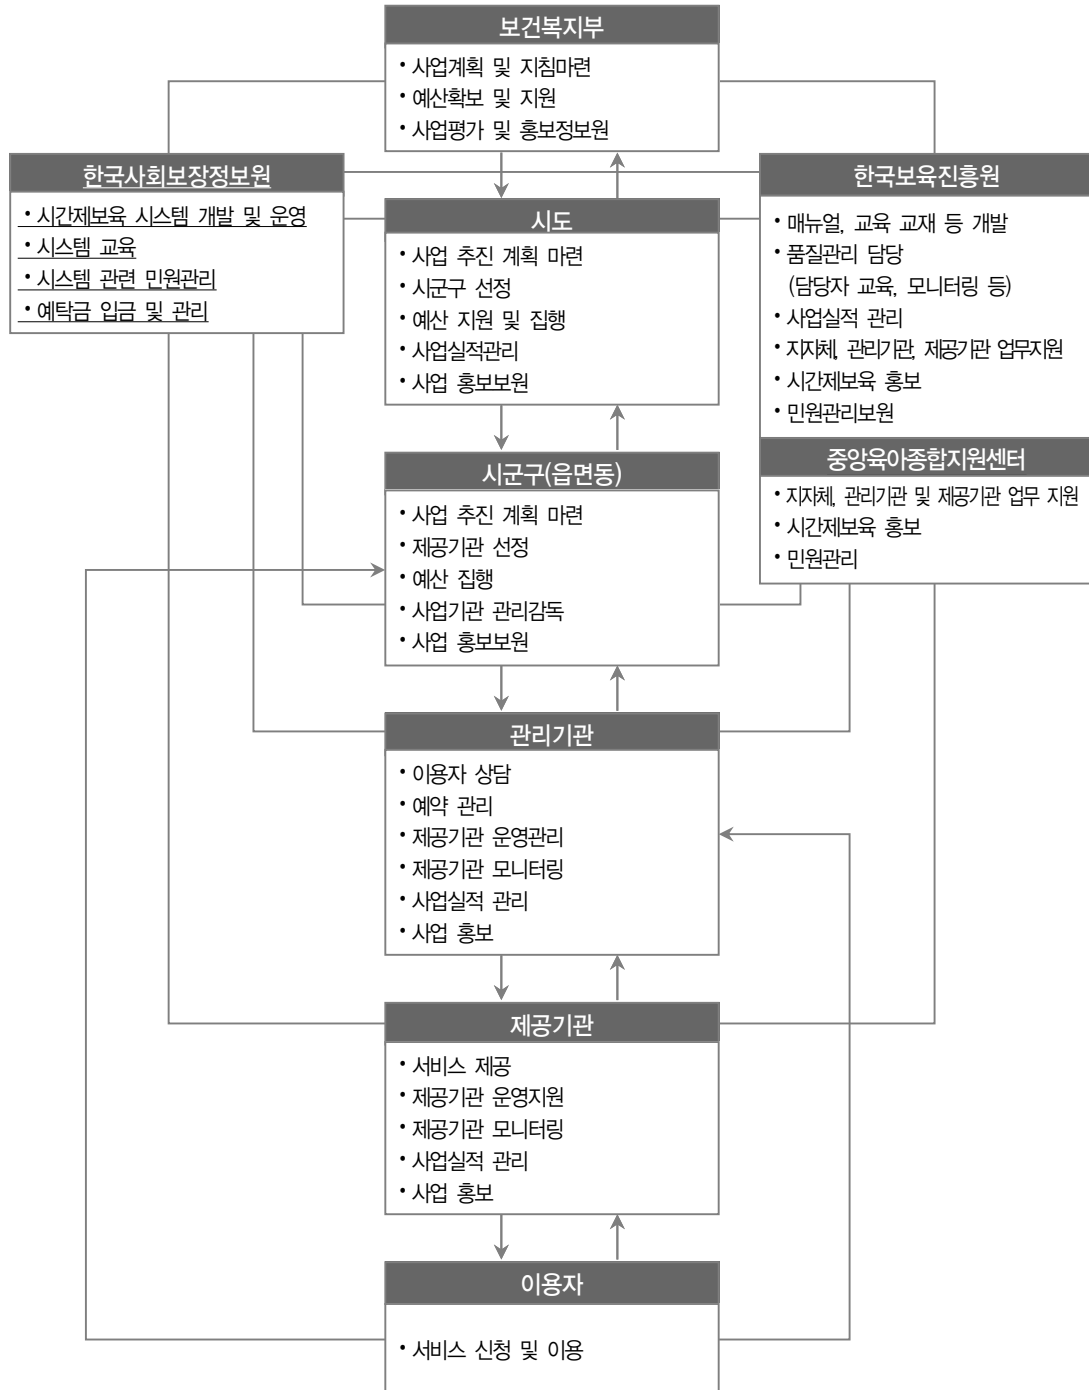 보건복지부
• 사업계획 및 지침마련
• 예산확보 및 지원
• 사업평가 및 홍보정보원
한국사회보장정보원
• 시간제보육 시스템 개발 및 운영
• 시스템 교육
• 시스템 관련 민원관리
• 예탁금 입금 및 관리
한국보육진흥원
• 매뉴얼, 교육 교재 등 개발
• 품질관리 담당
(담당자 교육, 모니터링 등)
• 사업실적 관리
• 지자체, 관리기관, 제공기관 업무지원
• 시간제보육 홍보
• 민원관리보원
중앙육아종합지원센터
• 지자체, 관리기관 및 제공기관 업무 지원
• 시간제보육 홍보
• 민원관리
시도
• 사업 추진 계획 마련
• 시군구 선정
• 예산 지원 및 집행
• 사업실적관리
• 사업 홍보보원
시군구(읍면동)
• 사업 추진 계획 마련
• 제공기관 선정
• 예산 집행
• 사업기관 관리감독
• 사업 홍보보원
관리기관
• 이용자 상담
• 예약 관리
• 제공기관 운영관리
• 제공기관 모니터링
• 사업실적 관리
• 사업 홍보
제공기관
• 서비스 제공
• 제공기관 운영지원
• 제공기관 모니터링
• 사업실적 관리
• 사업 홍보
이용자
• 서비스 신청 및 이용